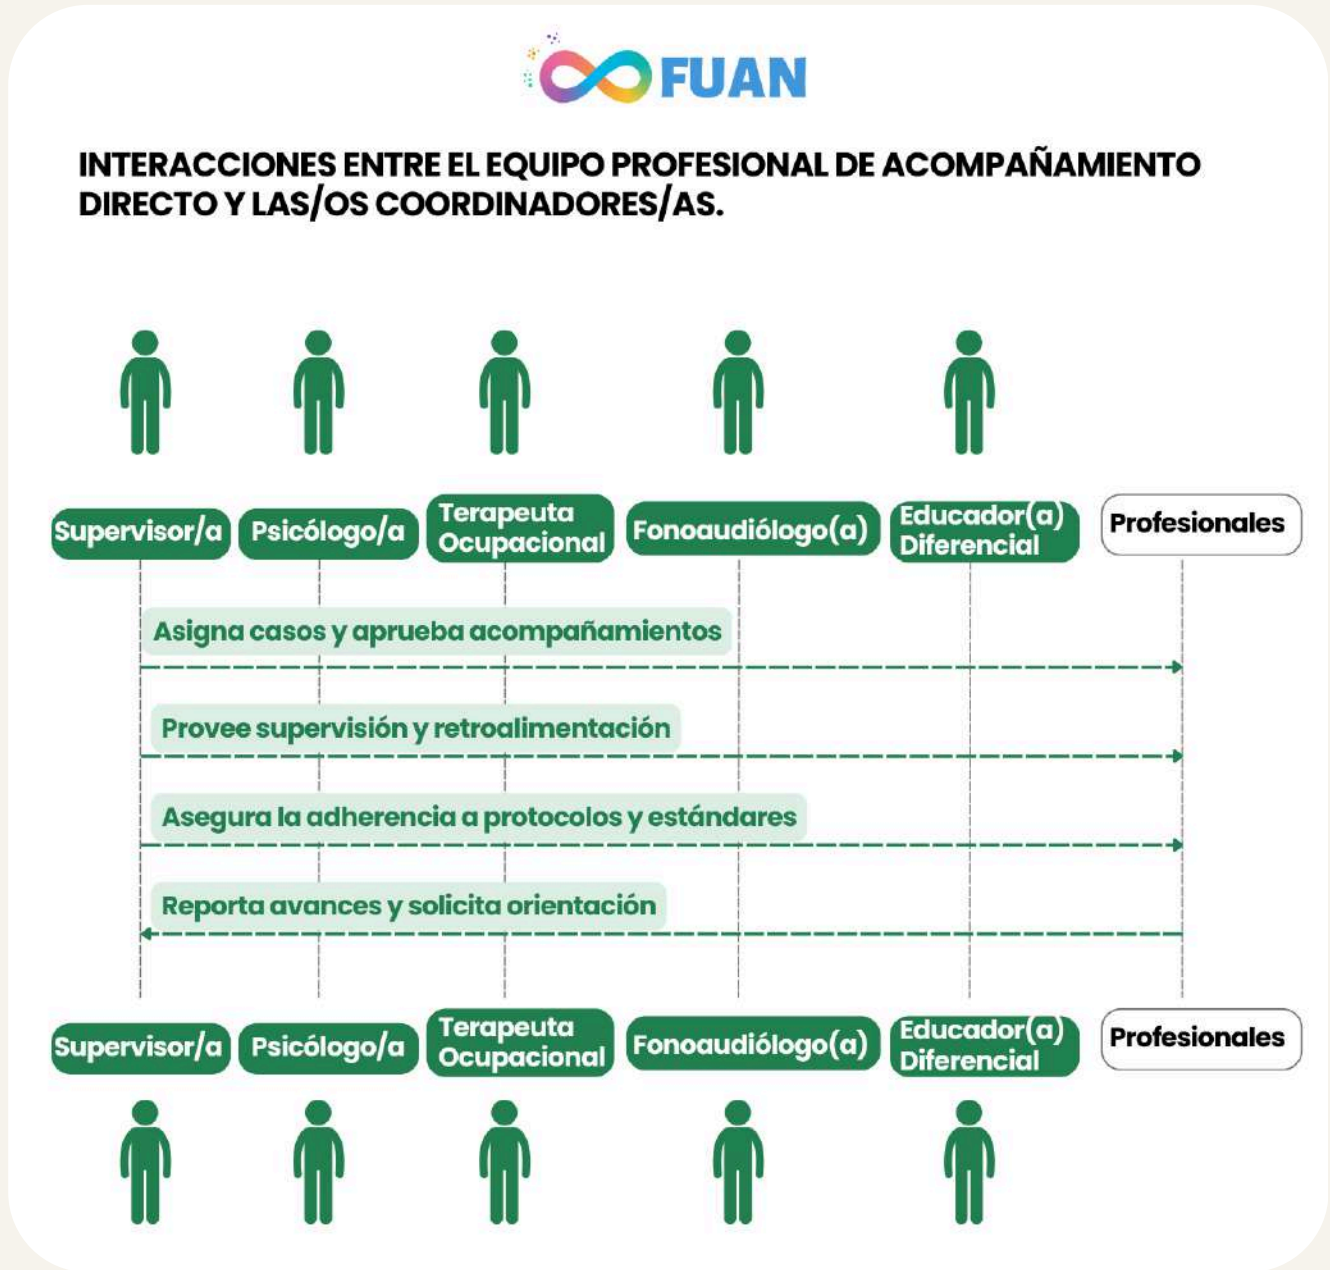 FUAN
INTERACCIONES ENTRE EL EQUIPO PROFESIONAL DE ACOMPAÑAMIENTO
DIRECTO Y LAS/OS COORDINADORES/AS.
Supervisor/a
Psicólogo/a
Terapeuta
Ocupacional
Fonoaudiólogo(a)
Educador(a)
Diferencial
Profesionales
Asigna casos y aprueba acompañamientos
Provee supervisión y retroalimentación
Asegura la adherencia a protocolos y estándares
Reporta avances y solicita orientación
Supervisor/a
Psicólogo/a
Terapeuta
Ocupacional
Fonoaudiólogo(a)
Educador(a)
Diferencial
Profesionales